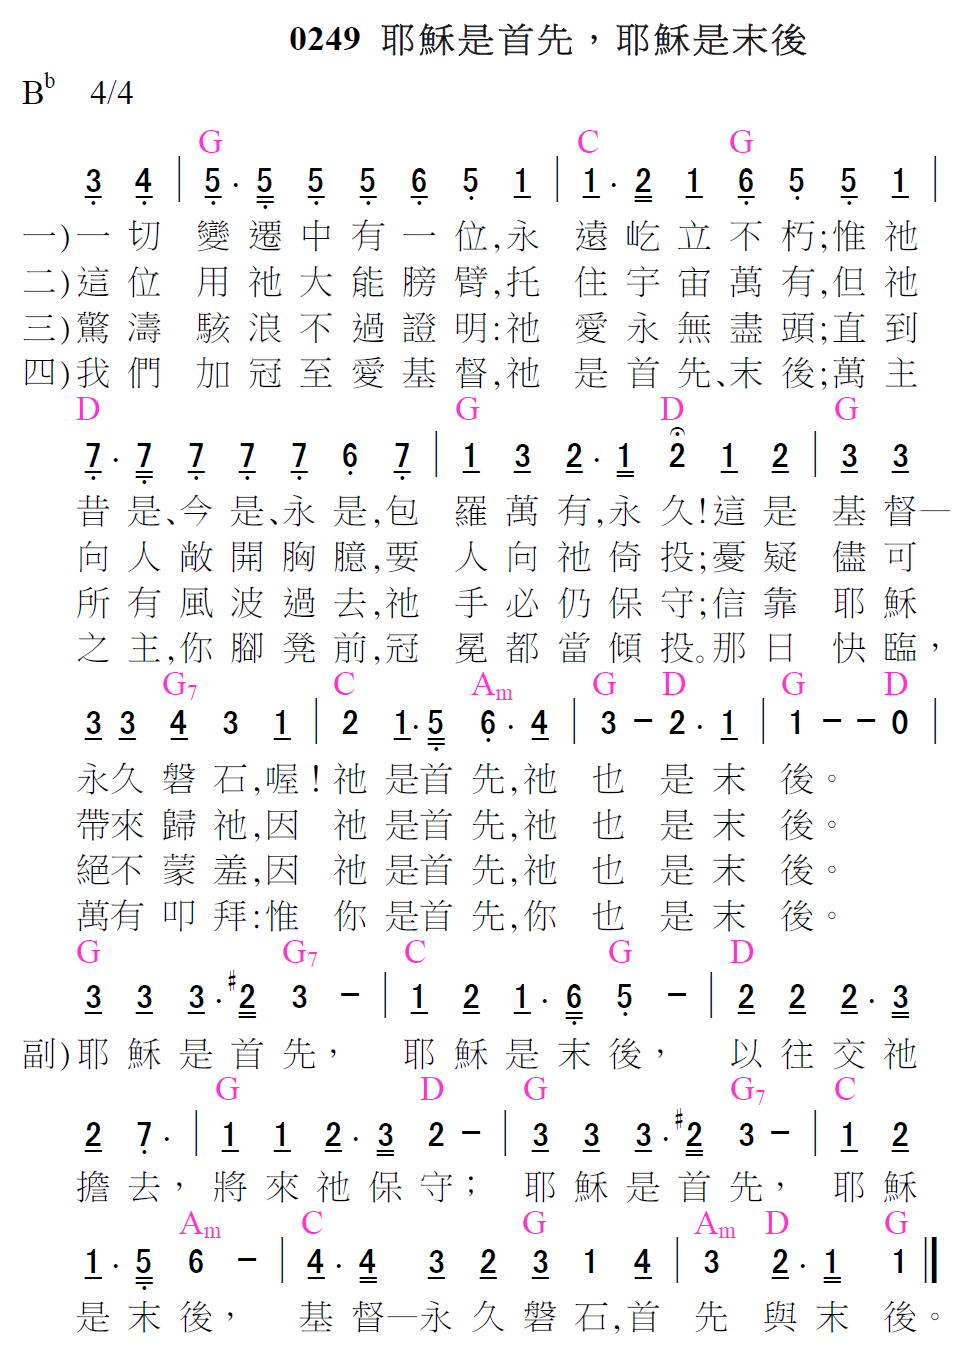 0249 耶穌是首先，耶穌是末後
Bb 4/4
G C G
3 4 | 5 . 5 5 5 6 5 1 | 1 . 2 1 6 5 5 1 |
一)一切 變遷中有一位,永 遠屹立不朽;惟祂
二)這位 用祂大能膀臂,托 住宇宙萬有,但祂
三)驚濤 駭浪不過證明:祂 愛永無盡頭;直到
四)我們 加冠至愛基督,祂 是首先、末後;萬主
D G D G
7 . 7 7 7 7 6 7 | 1 3 2 . 1 2 1 2 | 3 3
昔是、今是、永是,包 羅萬有,永久!這是 基督—
向人敞開胸臆,要 人向祂倚投;憂疑 儘可
所有風波過去,祂 手必仍保守;信靠 耶穌
之主,你腳凳前,冠 冕都當傾投。那日 快臨，
G7 C Am G D G D
3 3 4 3 1 | 2 1 . 5 6 . 4 | 3 – 2 . 1 | 1 – – 0 |
永久磐石,喔！祂 是首先,祂 也 是末 後。
帶來歸祂,因 祂 是首先,祂 也 是末 後。
絕不蒙羞,因 祂 是首先,祂 也 是末 後。
萬有叩拜:惟 你 是首先,你 也 是末 後。
G G7 C G D
3 3 3 . #2 3 – | 1 2 1 . 6 5 – | 2 2 2 . 3
副)耶穌是首先， 耶穌是末後， 以往交祂
G D G G7 C
2 7 . | 1 1 2 . 3 2 – | 3 3 3 . #2 3 – | 1 2
擔去，將來祂保守； 耶穌是首先， 耶穌
Am C G Am D G
1 . 5 6 – | 4 . 4 3 2 3 1 4 | 3 2 . 1 1 ‖
是末後， 基督—永久磐石,首 先 與末 後。